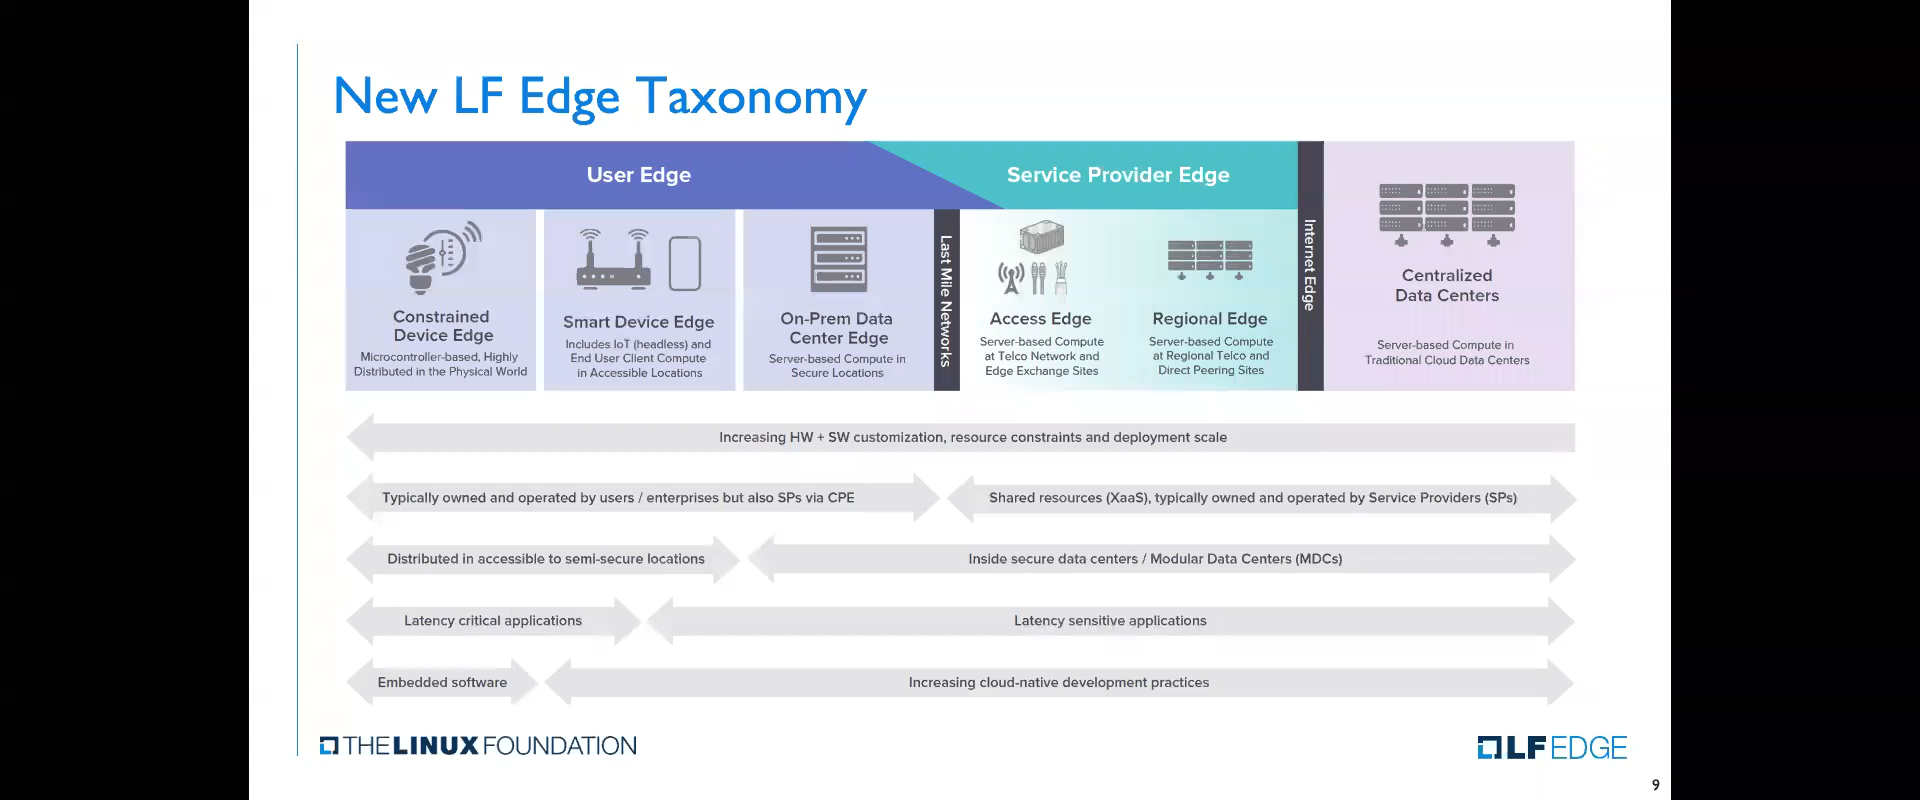 New LF Edge Taxonomy
User Edge
Service Provider Edge
Constrained
Device Edge
Microcontroller-based, Highly
Distributed in the Physical World
Smart Device Edge
Includes IoT (headless) and
End User Client Compute
in Accessible Locations
On-Prem Data
Center Edge
Server-based Compute in
Secure Locations
Last Mile Networks
Access Edge
Server-based Compute
at Telco Network and
Edge Exchange Sites
Regional Edge
Server-based Compute
at Regional Telco and
Direct Peering Sites
Internet Edge
Centralized
Data Centers
Server-based Compute in
Traditional Cloud Data Centers
Increasing HW + SW customization, resource constraints and deployment scale
Typically owned and operated by users / enterprises but also SPs via CPE
Shared resources (XaaS), typically owned and operated by Service Providers (SPs)
Distributed in accessible to semi-secure locations
Inside secure data centers / Modular Data Centers (MDCs)
Latency critical applications
Latency sensitive applications
Embedded software
Increasing cloud-native development practices
THE LINUX FOUNDATION
LF EDGE
9